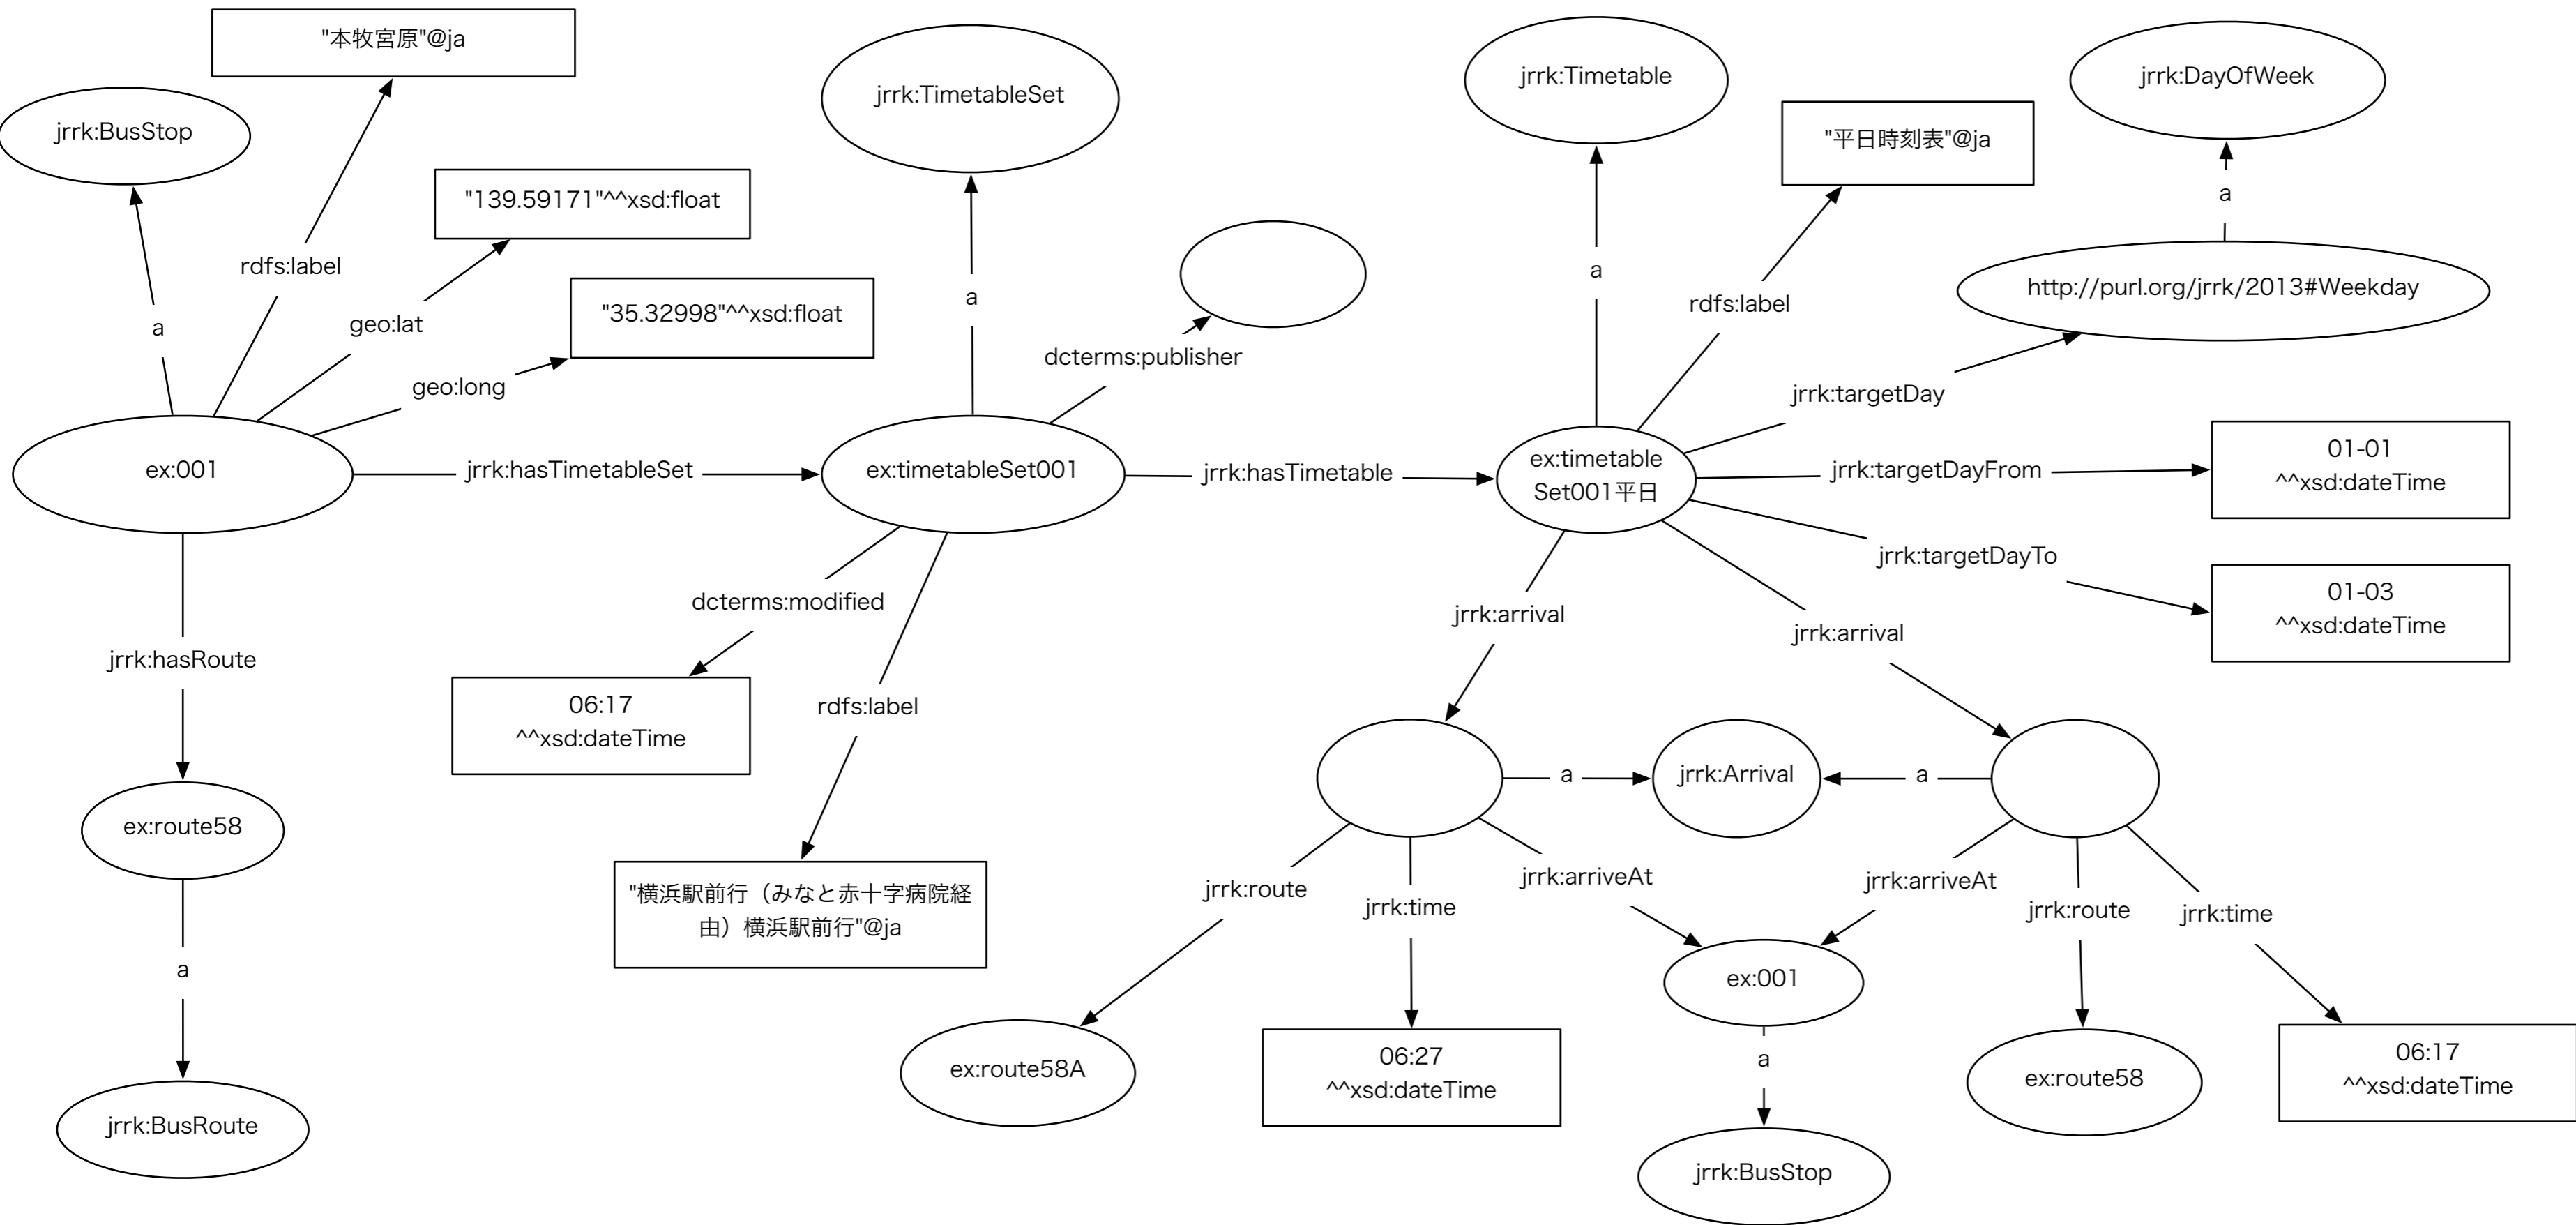 "本牧宮原"@ja
jrrk:BusStop
jrrk:TimetableSet
jrrk:Timetable
jrrk:DayOfWeek
"平日時刻表"@ja
"139.59171"^^xsd:float
a
rdfs:label
"35.32998"^^xsd:float
a
a
a
http://purl.org/jrrk/2013#Weekday
rdfs:label
geo:lat
a
dcterms:publisher
geo:long
jrrk:targetDay
ex:001
jrrk:hasTimetableSet
ex:timetableSet001
jrrk:hasTimetable
ex:timetable
Set001平日
jrrk:targetDayFrom
01-01
^^xsd:dateTime
jrrk:targetDayTo
01-03
^^xsd:dateTime
dcterms:modified
jrrk:arrival
jrrk:arrival
jrrk:hasRoute
06:17
^^xsd:dateTime
rdfs:label
a
jrrk:Arrival
a
ex:route58
"横浜駅前行（みなと赤十字病院経
由）横浜駅前行"@ja
jrrk:route
jrrk:time
jrrk:arriveAt
jrrk:arriveAt
jrrk:route
jrrk:time
a
ex:001
ex:route58A
06:27
^^xsd:dateTime
a
ex:route58
06:17
^^xsd:dateTime
jrrk:BusRoute
jrrk:BusStop